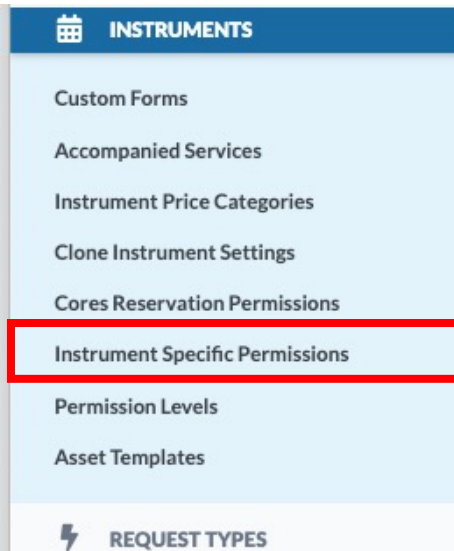 INSTRUMENTS
Custom Forms
Accompanied Services
Instrument Price Categories
Clone Instrument Settings
Cores Reservation Permissions
Instrument Specific Permissions
Permission Levels
Asset Templates
REQUEST TYPES